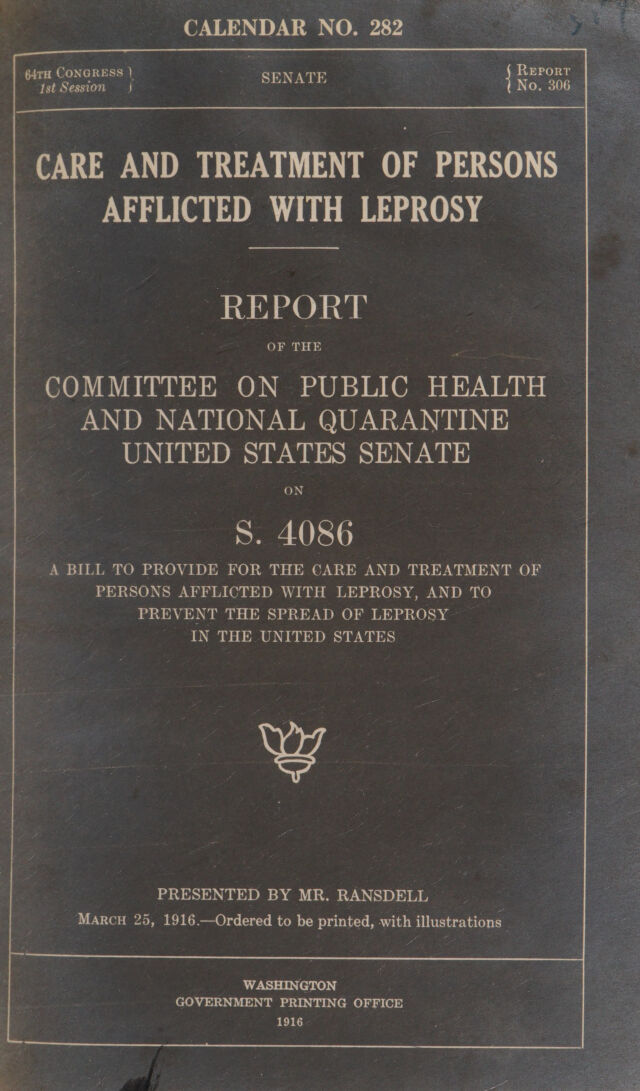 CALENDAR NO. 282
64TH CONGRESS
1st Session
SENATE
REPORT
No. 306
CARE AND TREATMENT OF PERSONS
AFFLICTED WITH LEPROSY
REPORT
OF THE
COMMITTEE ON PUBLIC HEALTH
AND NATIONAL QUARANTINE
UNITED STATES SENATE
ON
S. 4086
A BILL TO PROVIDE FOR THE CARE AND TREATMENT OF
PERSONS AFFLICTED WITH LEPROSY, AND TO
PREVENT THE SPREAD OF LEPROSY
IN THE UNITED STATES
PRESENTED BY MR. RANSDELL
MARCH 25, 1916.—Ordered to be printed, with illustrations
WASHINGTON
GOVERNMENT PRINTING OFFICE
1916